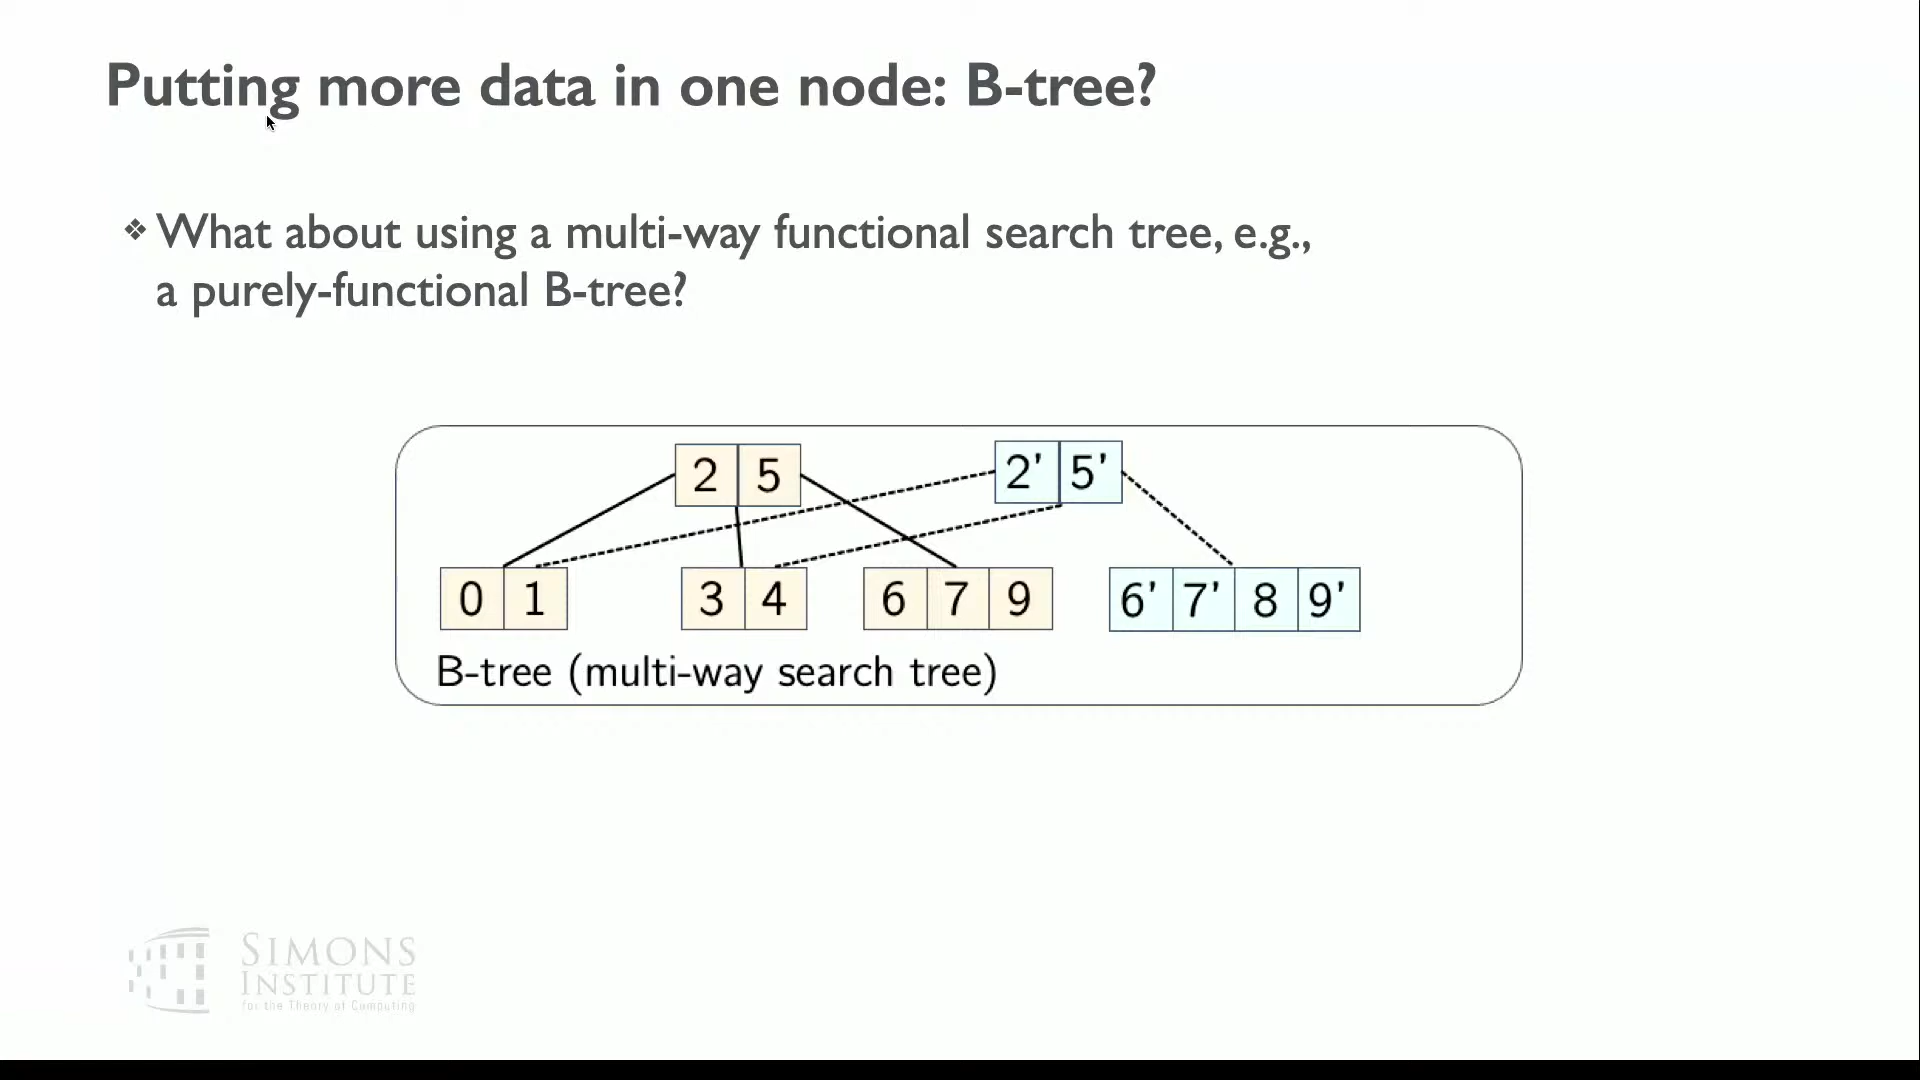 Putting more data in one node: B-tree?
❖ What about using a multi-way functional search tree, e.g.,
a purely-functional B-tree?
2 5 2' 5'
0 1 3 4 6 7 9 6' 7' 8 9'
B-tree (multi-way search tree)
SIMONS
INSTITUTE
for the Theory of Computing